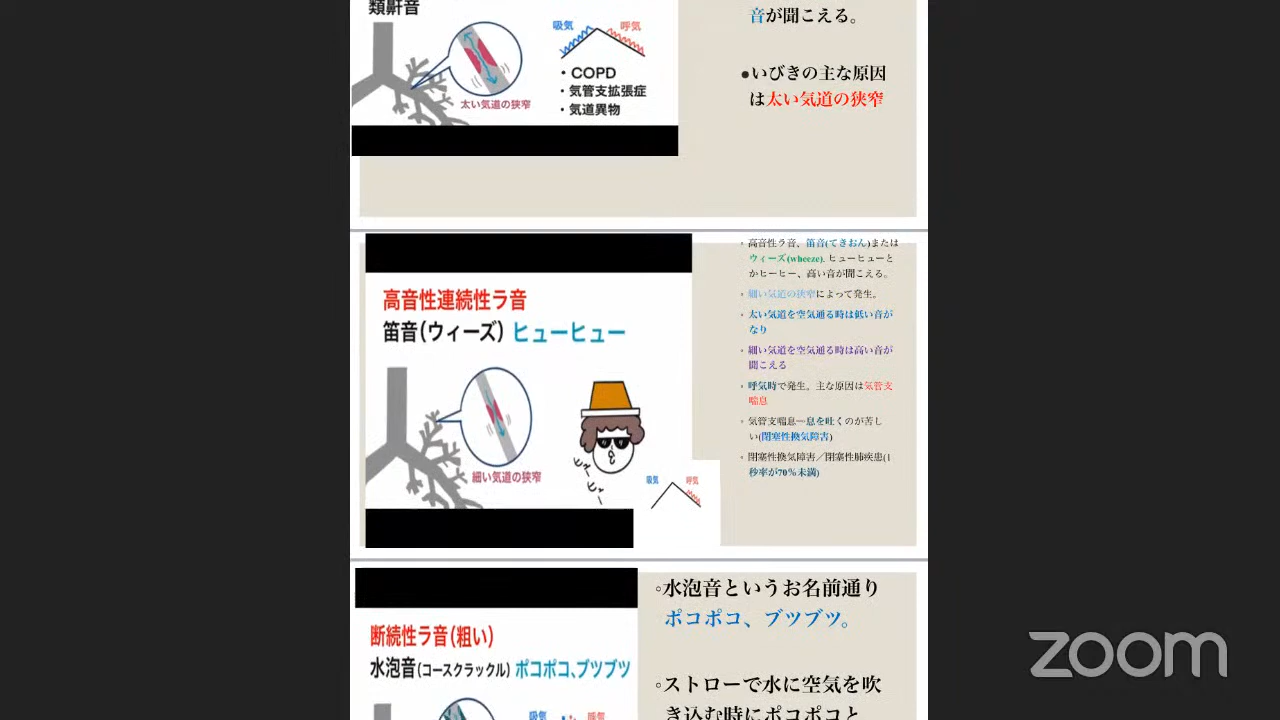 類鼾音
吸気
呼気
・COPD
・気管支拡張症
・気道異物
太い気道の狭窄
音が聞こえる。
●いびきの主な原因
は太い気道の狭窄
高音性連続性ラ音
笛音(ウィーズ) ヒューヒュー
細い気道の狭窄
ヒューヒュー
吸気
呼気
高音性ラ音、笛音(てきおん)または
ウィーズ(wheeze). ヒューヒューと
かヒーヒー、高い音が聞こえる。
細い気道の狭窄によって発生。
太い気道を空気通る時は低い音が
なり
細い気道を空気通る時は高い音が
聞こえる
呼気時で発生。主な原因は気管支
喘息
気管支喘息—息を吐くのが苦し
い(閉塞性換気障害)
閉塞性換気障害／閉塞性肺疾患(1
秒率が70％未満)
断続性ラ音(粗い)
水泡音(コースクラックル) ポコポコ、ブツブツ
吸気
呼気
○水泡音というお名前通り
ポコポコ、ブツブツ。
○ストローで水に空気を吹
き込む時にポコポコと
zoom